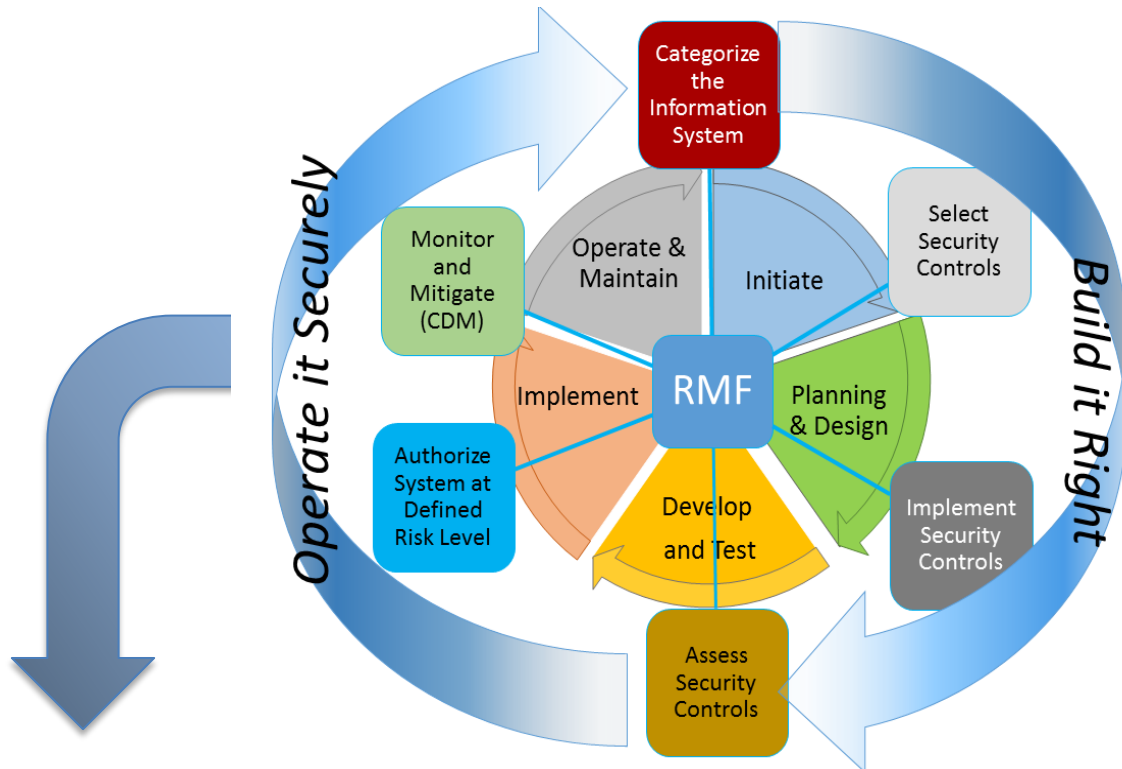 Categorize
the
Information
System
Select
Security
Controls
Implement
Security
Controls
Assess
Security
Controls
Authorize
System at
Defined
Risk Level
Monitor
and
Mitigate
(CDM)
Operate &
Maintain
Initiate
Planning
& Design
Develop
and Test
Implement
RMF
Build it Right
Operate it Securely